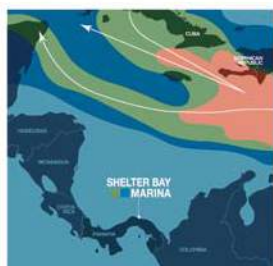 CUBA
DOMINICAN
REPUBLIC
HONDURAS
NICARAGUA
SHELTER BAY
MARINA
COSTA
RICA
PANAMA
COLOMBIA